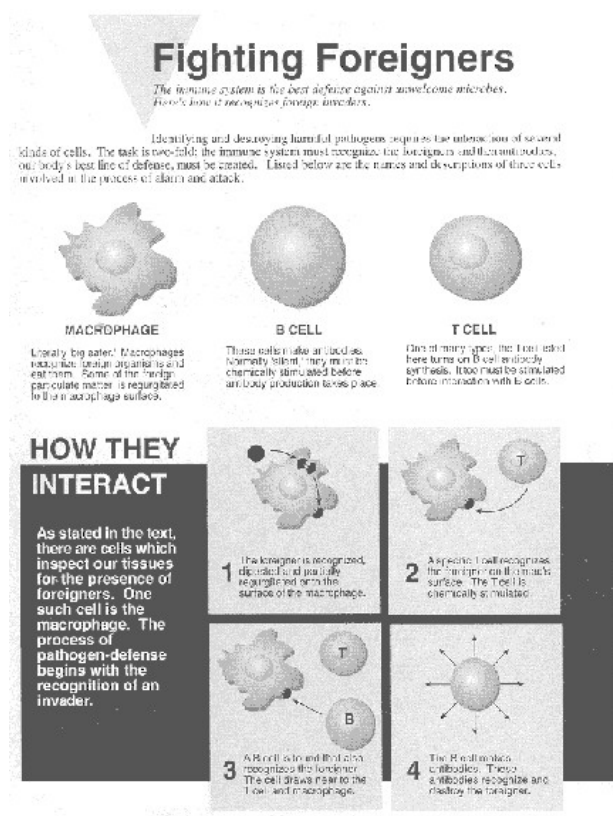 Fighting Foreigners
The immune system is the best defense against unwelcome microbes.
Here's how it recognizes foreign invaders.
Identifying and destroying harmful pathogens requires the interaction of several
kinds of cells. The task is two-fold: the immune system must recognize the foreigners and then antibodies,
our body's best line of defense, must be created. Listed below are the names and descriptions of three cells
involved in the process of alarm and attack.
MACROPHAGE
Literally 'big eater.' Macrophages
recognize foreign organisms and
eat them. Some of the foreign
particulate matter is regurgitated
to the macrophage surface.
B CELL
These cells make antibodies.
Normally 'silent,' they must be
chemically stimulated before
antibody production takes place.
T CELL
One of many types, the T cell listed
here turns on B cell antibody
synthesis. It too must be stimulated
before interaction with B cells.
HOW THEY
INTERACT
As stated in the text,
there are cells which
inspect our tissues
for the presence of
foreigners. One
such cell is the
macrophage. The
process of
pathogen-defense
begins with the
recognition of an
invader.
1 The foreigner is recognized,
digested and partially
regurgitated onto the
surface of the macrophage.
T
2 A specific T cell recognizes
the foreigner on the mac's
surface. The T cell is
chemically stimulated.
T
B
3 A B cell is found that also
recognizes the foreigner.
The cell draws near to the
T cell and macrophage.
4 The B cell makes
antibodies. These
antibodies recognize and
destroy the foreigner.